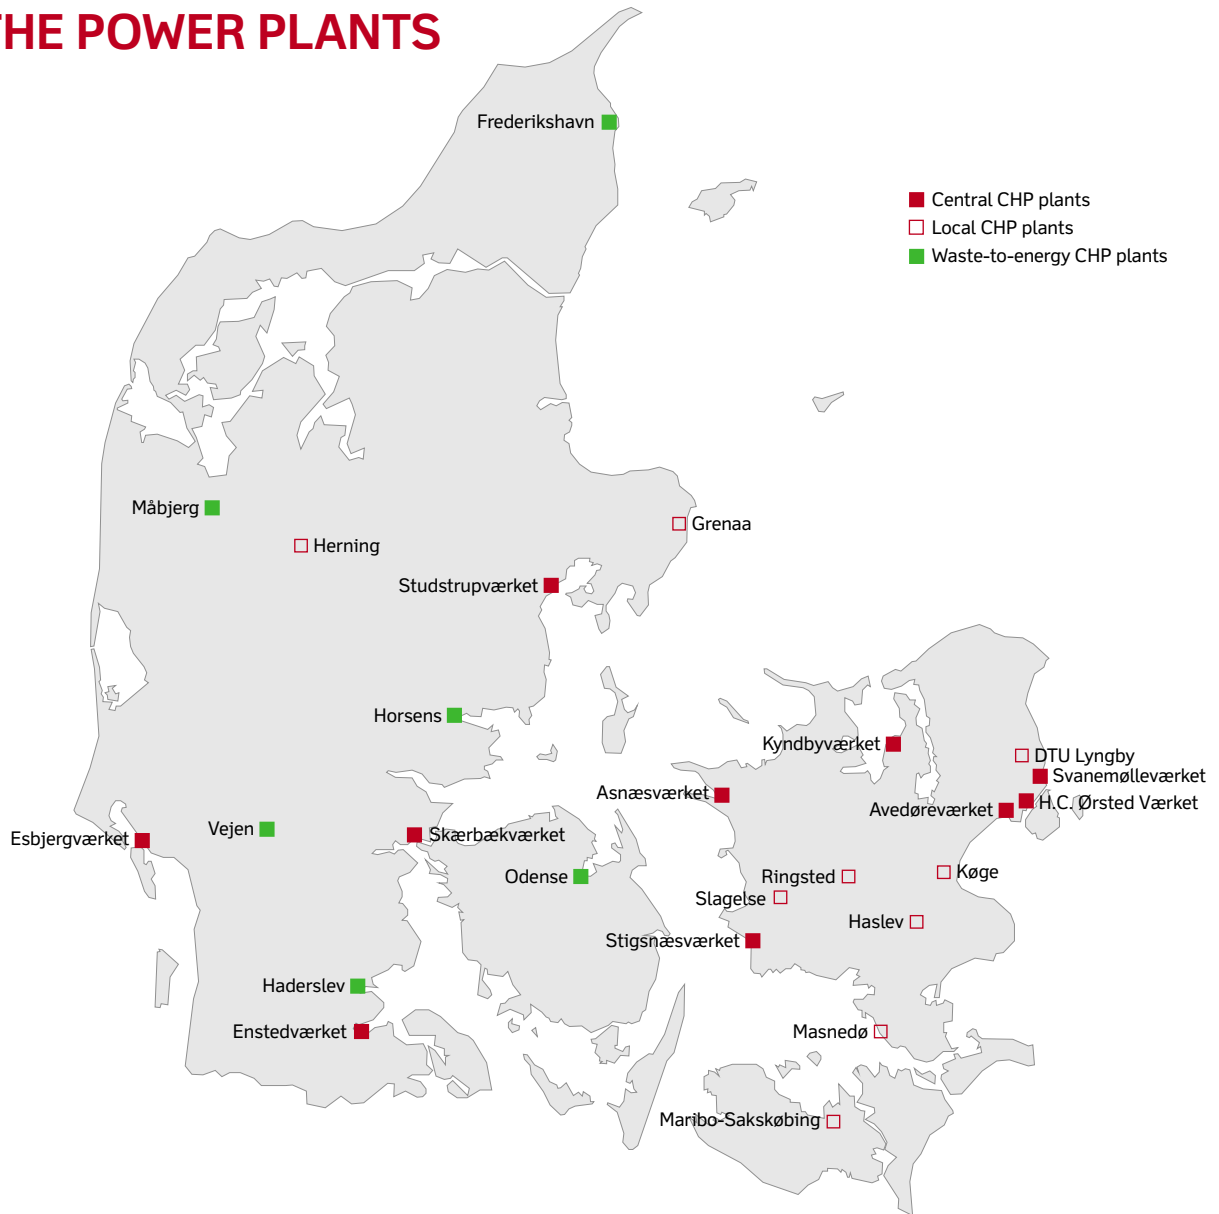 THE POWER PLANTS
Frederikshavn
Central CHP plants
Local CHP plants
Waste-to-energy CHP plants
Måbjerg
Grenaa
Herning
Studstrupværket
Horsens
Kyndbyværket
DTU Lyngby
Svanemølleværket
Asnæsværket
H.C. Ørsted Værket
Avedøreværket
Vejen
Skærbækværket
Esbjergværket
Odense
Ringsted
Køge
Slagelse
Haslev
Stigsnæsværket
Haderslev
Enstedværket
Masnedø
Maribo-Sakskøbing